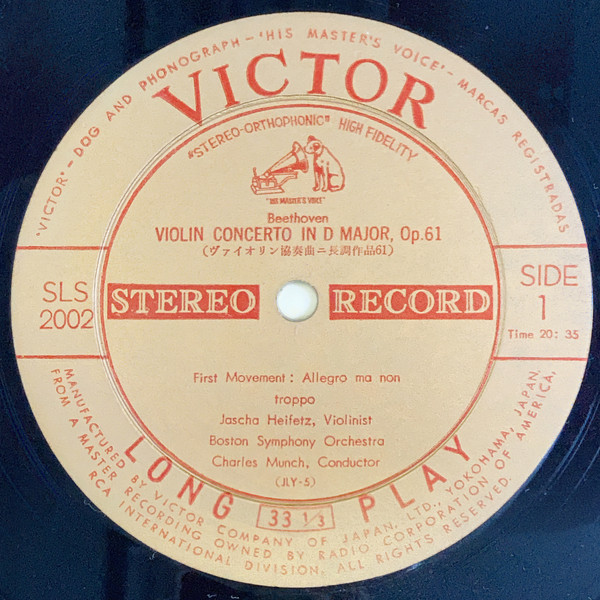 'VICTOR' - DOG AND PHONOGRAPH - 'HIS MASTER'S VOICE' - MARCAS REGISTRADAS
VICTOR
"STEREO-ORTHOPHONIC" HIGH FIDELITY
"HIS MASTER'S VOICE"
Beethoven
VIOLIN CONCERTO IN D MAJOR, Op.61
(ヴァイオリン協奏曲ニ長調作品61)
SLS
2002
STEREO RECORD
SIDE
1
Time 20: 35
First Movement: Allegro ma non
troppo
Jascha Heifetz, Violinist
Boston Symphony Orchestra
Charles Munch, Conductor
(JLY-5)
LONG 33 1/3 PLAY
MANUFACTURED BY VICTOR COMPANY OF JAPAN, LTD., YOKOHAMA, JAPAN.
FROM A MASTER RECORDING OWNED BY RADIO CORPORATION OF AMERICA.
RCA INTERNATIONAL DIVISION, ALL RIGHTS RESERVED.